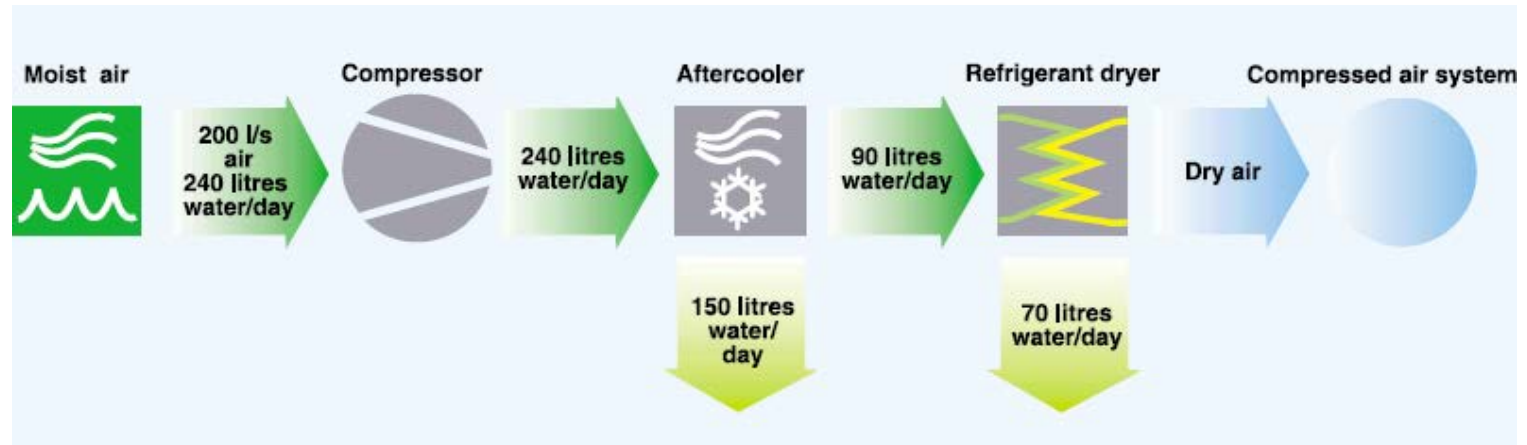 Moist air
Compressor
Aftercooler
Refrigerant dryer
Compressed air system
200 l/s
air
240 litres
water/day
240 litres
water/day
90 litres
water/day
Dry air
150 litres
water/
day
70 litres
water/day